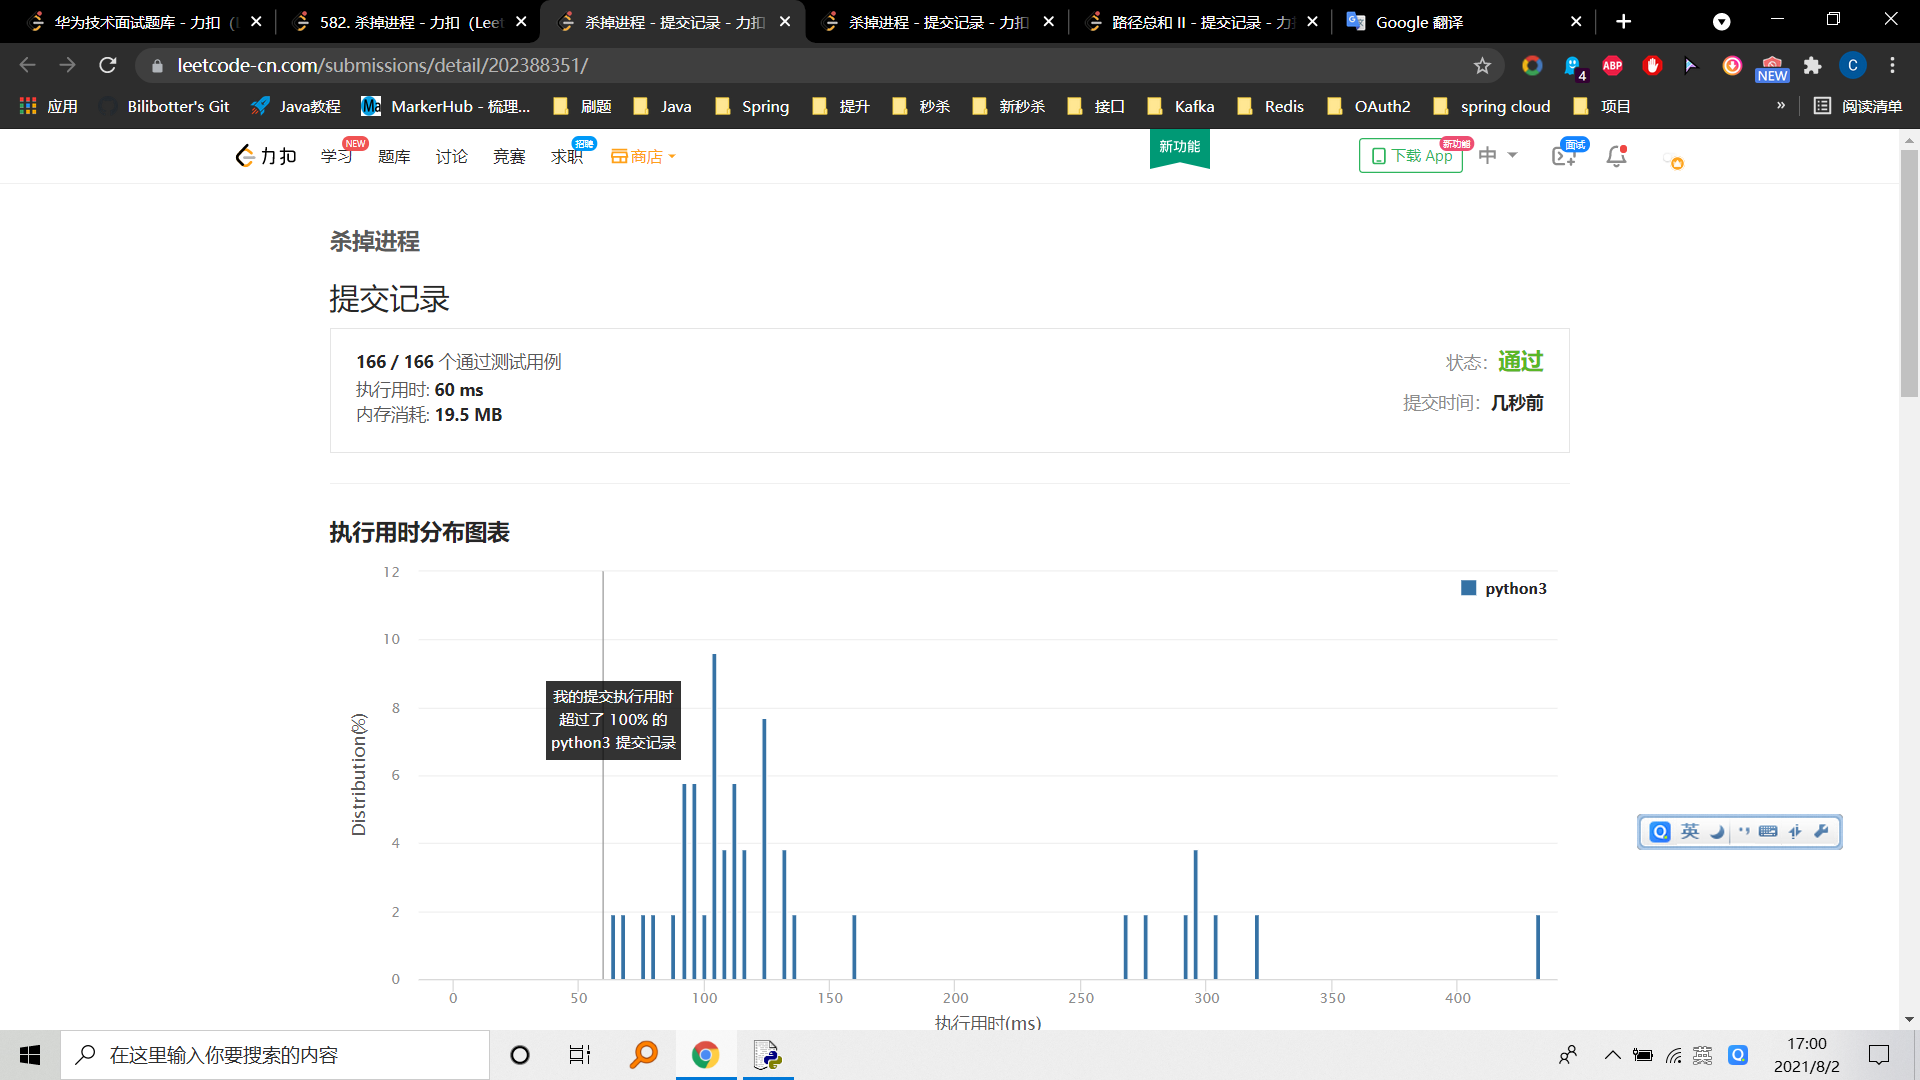 华为技术面试题库 - 力扣
582. 杀掉进程 - 力扣 (Lee
杀掉进程 - 提交记录 - 力扣
杀掉进程 - 提交记录 - 力扣
路径总和 II - 提交记录 - 力
Google 翻译
leetcode-cn.com/submissions/detail/202388351/
ABP
4
NEW
C
应用
Bilibotter's Git
Java教程
Ma
MarkerHub - 梳理...
刷题
Java
Spring
提升
秒杀
新秒杀
接口
Kafka
Redis
OAuth2
spring cloud
项目
»
阅读清单
力扣
学习
NEW
题库
讨论
竞赛
求职
招聘
商店
新功能
下载 App
新功能
中
面试
杀掉进程
提交记录
166 / 166 个通过测试用例
状态: 通过
执行用时: 60 ms
提交时间: 几秒前
内存消耗: 19.5 MB
执行用时分布图表
python3
我的提交执行用时
超过了 100% 的
python3 提交记录
Distribution(%)
12
10
8
6
4
2
0
0 50 100 150 200 250 300 350 400
执行用时(ms)
英
在这里输入你要搜索的内容
英
17:00
2021/8/2